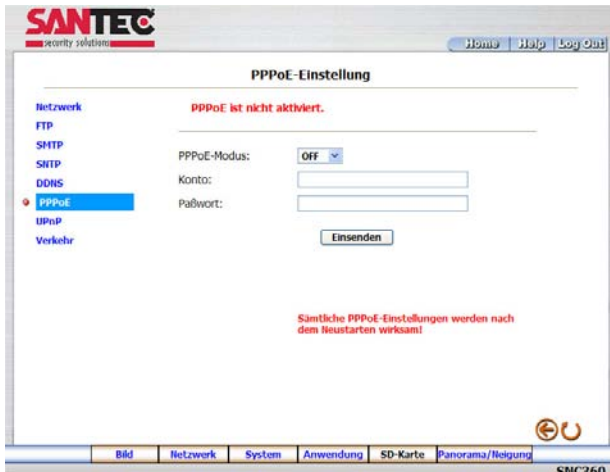 SANTEC
security solutions
Home Help Log Out
PPPoE-Einstellung
Netzwerk
FTP
SMTP
SNTP
DDNS
PPPoE
UPnP
Verkehr
PPPoE ist nicht aktiviert.
PPPoE-Modus: OFF
Konto:
Paßwort:
Einsenden
Sämtliche PPPoE-Einstellungen werden nach
dem Neustarten wirksam!
Bild Netzwerk System Anwendung SD-Karte Panorama/Neigung
SNC260